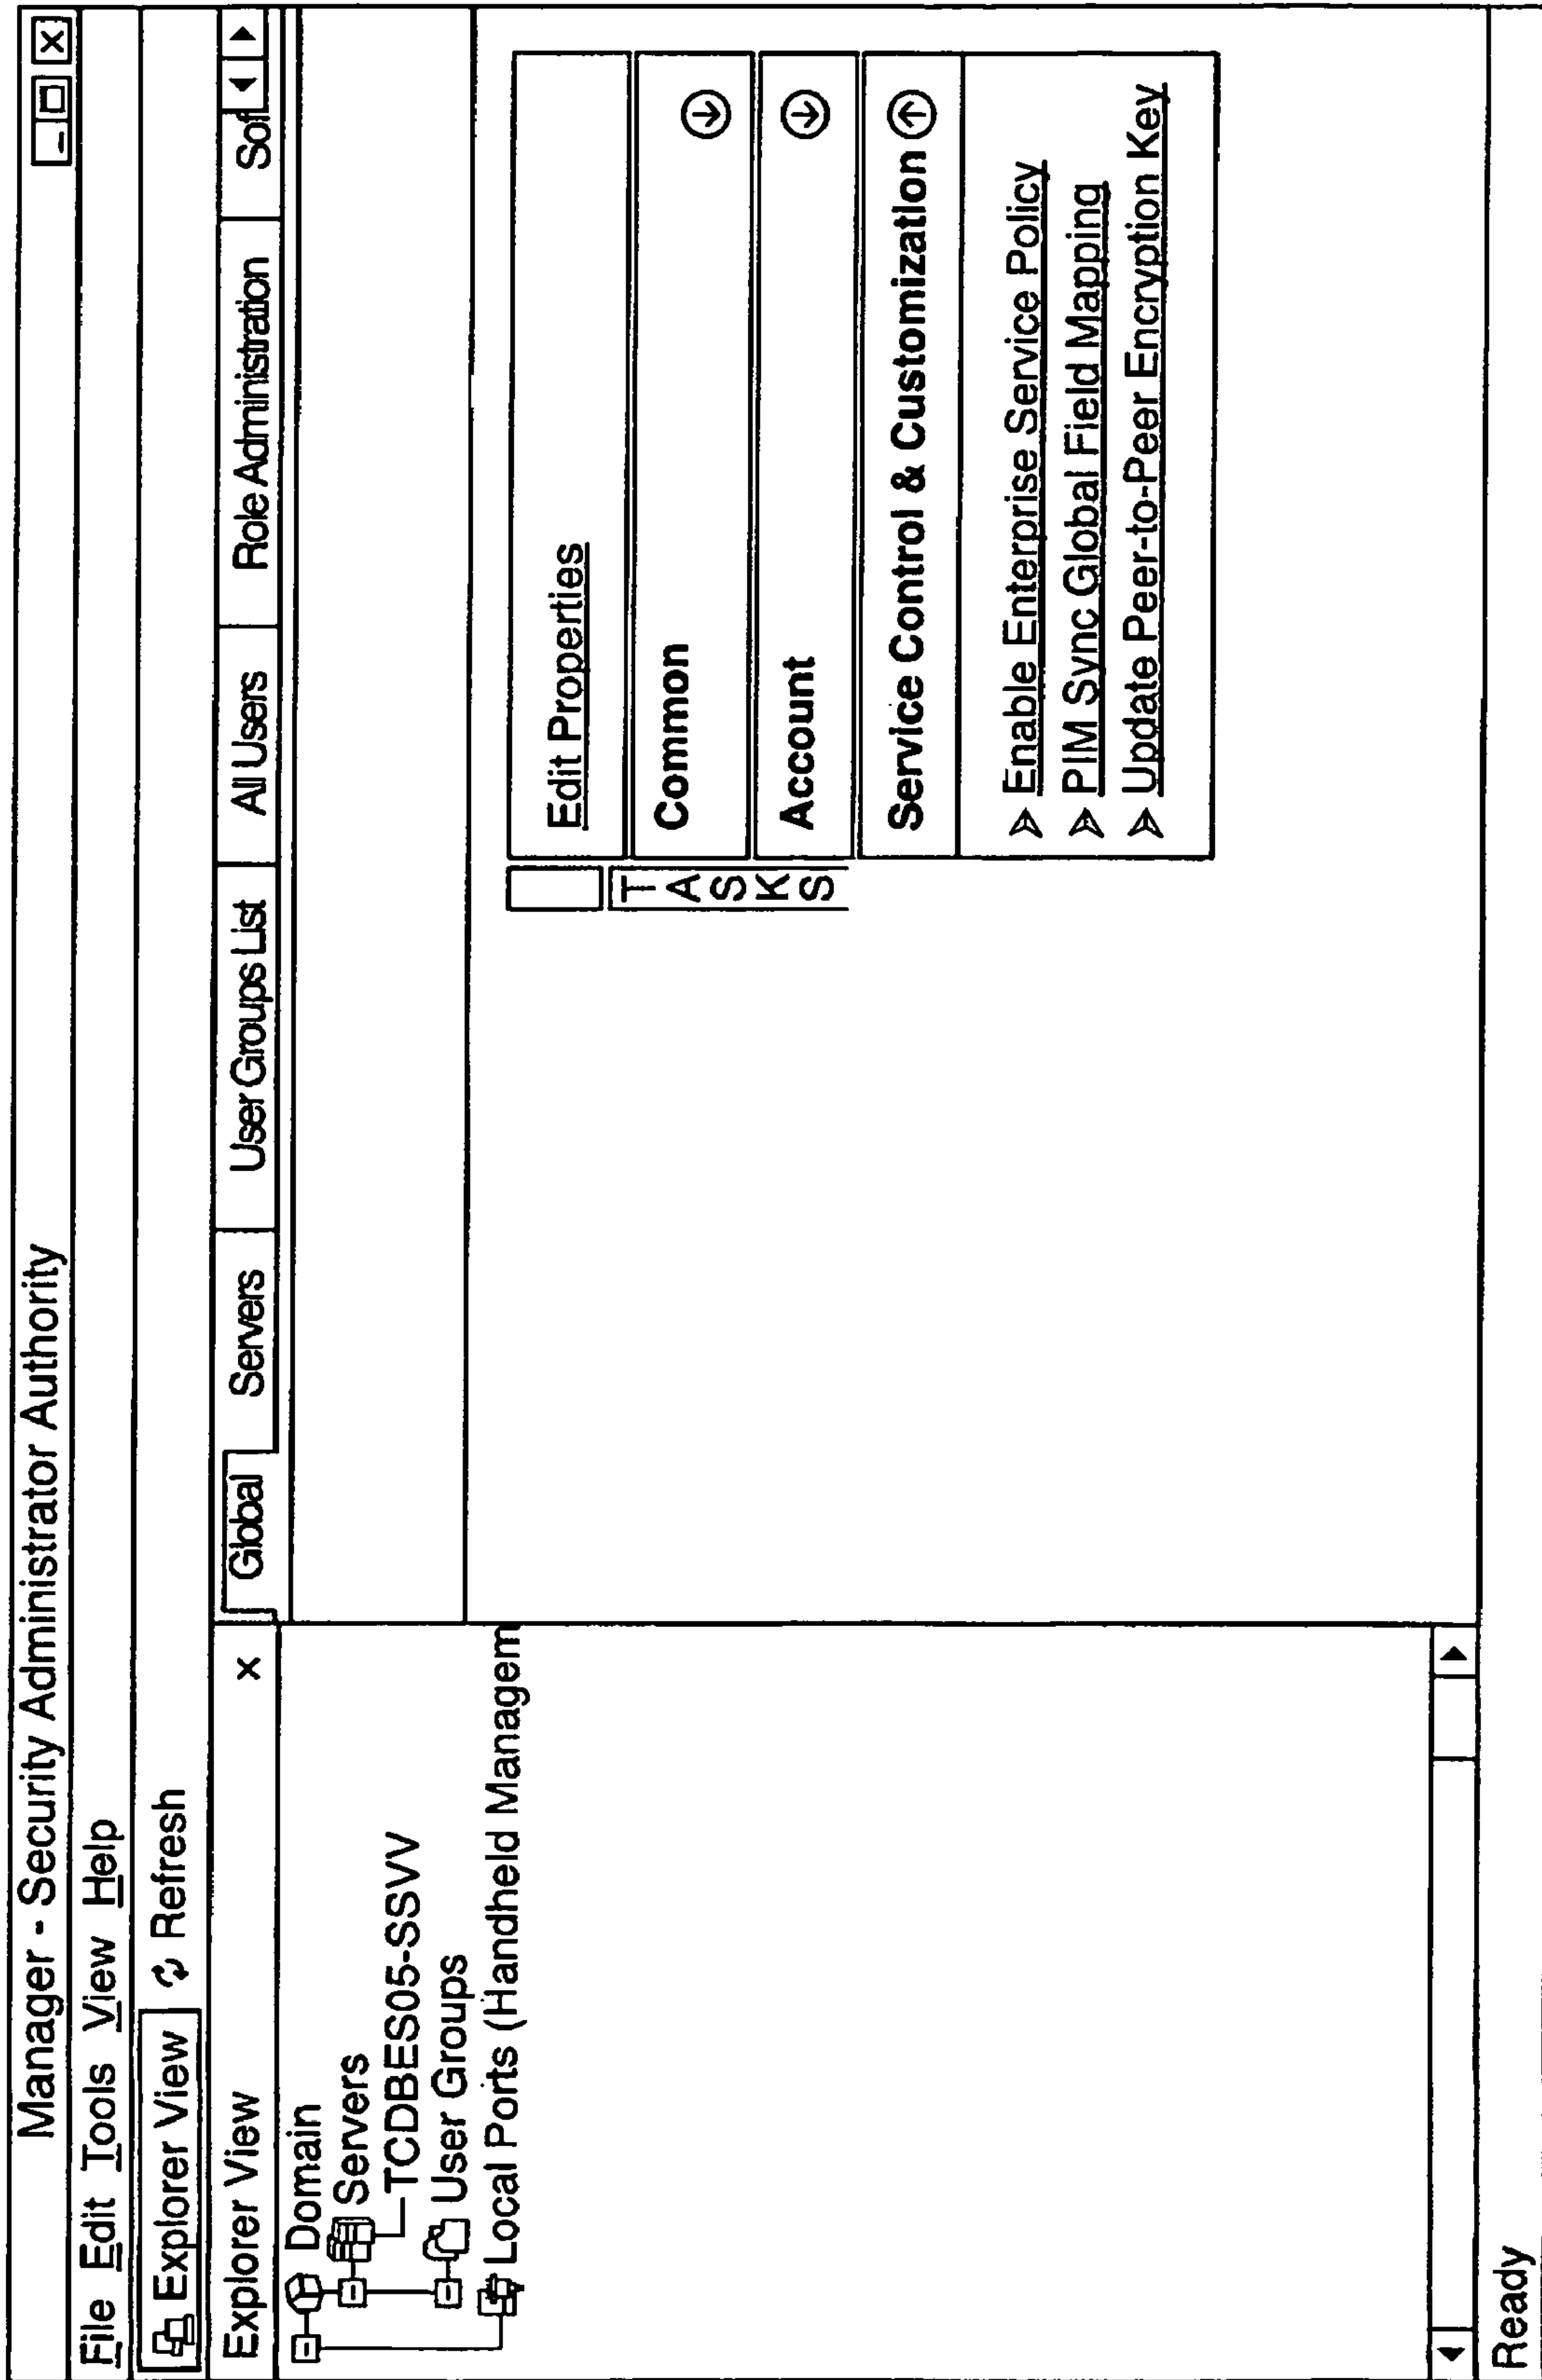 Manager - Security Administrator Authority
File Edit Tools View Help
Explorer View Refresh
Explorer View x
Global Servers User Groups List All Users Role Administration Sof
Domain
Servers
TCDBES05-SSVV
User Groups
Local Ports (Handheld Managem
TASKS
Edit Properties
Common
Account
Service Control & Customization
Enable Enterprise Service Policy
PIM Sync Global Field Mapping
Update Peer-to-Peer Encryption Key
Ready